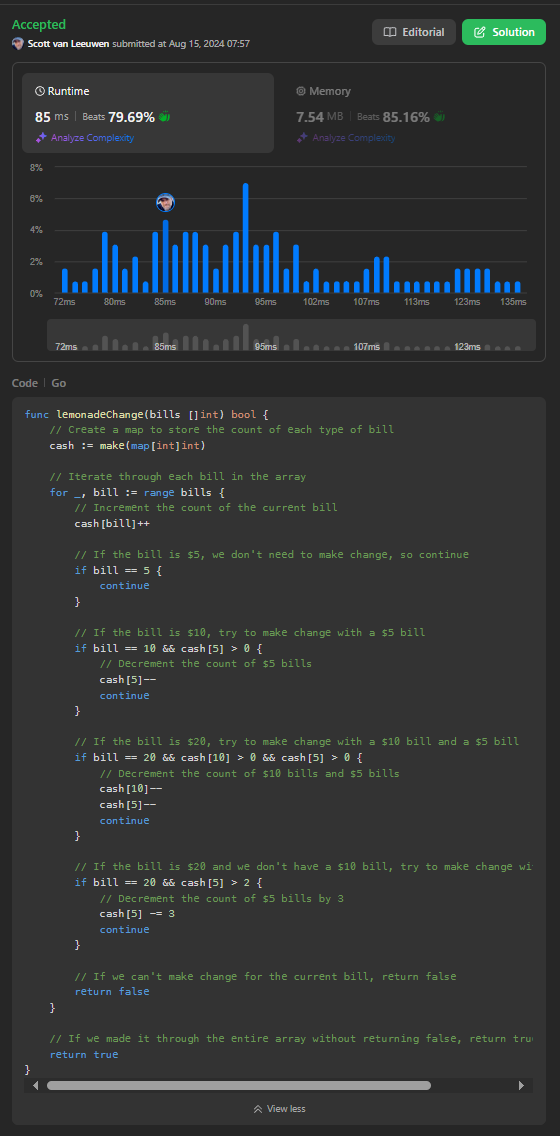 Accepted
Editorial
Solution
Scott van Leeuwen submitted at Aug 15, 2024 07:57
Runtime
85 ms Beats 79.69%
Analyze Complexity
Memory
7.54 MB Beats 85.16%
Analyze Complexity
8%
6%
4%
2%
0%
72ms 80ms 85ms 90ms 95ms 102ms 107ms 113ms 123ms 135ms
72ms 85ms 95ms 107ms 123ms
Code Go
func lemonadeChange(bills []int) bool {
    // Create a map to store the count of each type of bill
    cash := make(map[int]int)

    // Iterate through each bill in the array
    for _, bill := range bills {
        // Increment the count of the current bill
        cash[bill]++

        // If the bill is $5, we don't need to make change, so continue
        if bill == 5 {
            continue
        }

        // If the bill is $10, try to make change with a $5 bill
        if bill == 10 && cash[5] > 0 {
            // Decrement the count of $5 bills
            cash[5]--
            continue
        }

        // If the bill is $20, try to make change with a $10 bill and a $5 bill
        if bill == 20 && cash[10] > 0 && cash[5] > 0 {
            // Decrement the count of $10 bills and $5 bills
            cash[10]--
            cash[5]--
            continue
        }

        // If the bill is $20 and we don't have a $10 bill, try to make change wi
        if bill == 20 && cash[5] > 2 {
            // Decrement the count of $5 bills by 3
            cash[5] -= 3
            continue
        }

        // If we can't make change for the current bill, return false
        return false
    }

    // If we made it through the entire array without returning false, return tru
    return true
}
View less